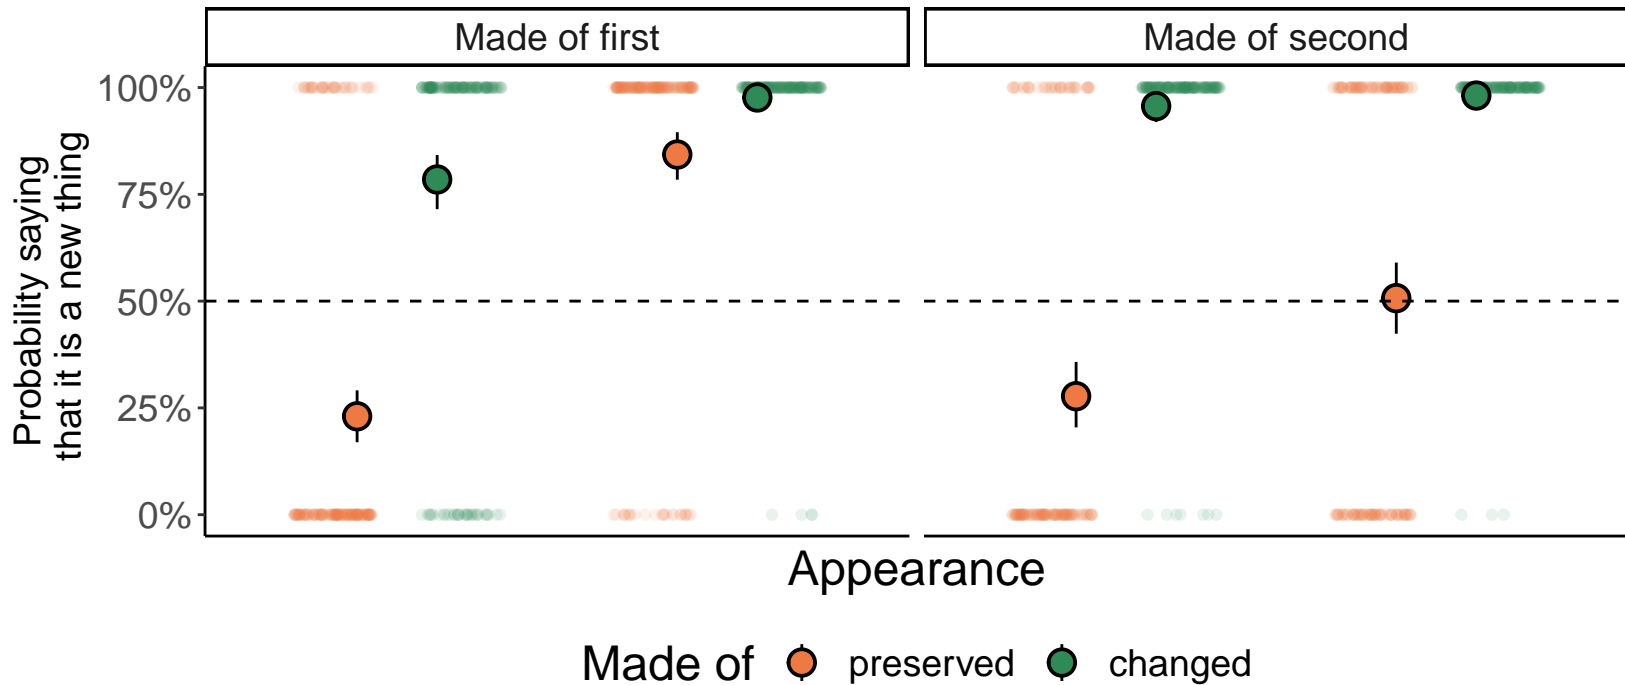 Made of first
Made of second
Probability saying
that it is a new thing
100%
75%
50%
25%
0%
Appearance
Made of
preserved
changed